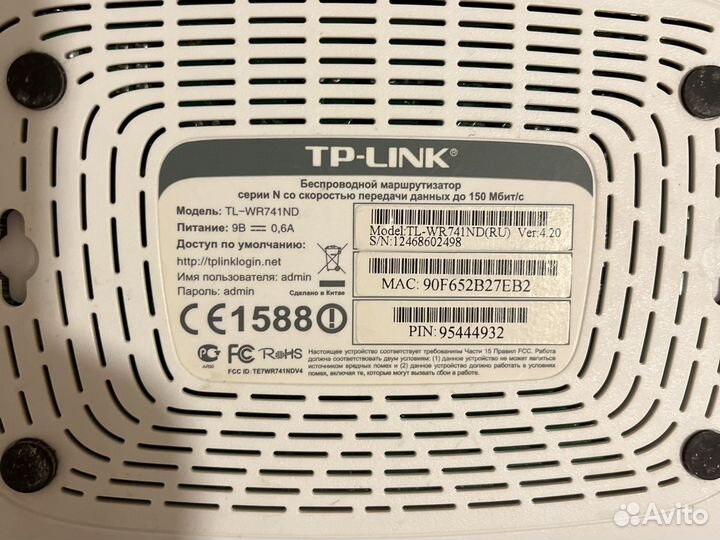 TP-LINK®
Беспроводной маршрутизатор
серии N со скоростью передачи данных до 150 Мбит/с
Модель: TL-WR741ND
Питание: 9В ⎓ 0,6А
Доступ по умолчанию:
http://tplinklogin.net
Имя пользователя: admin
Пароль: admin
Сделано в Китае
Model:TL-WR741ND(RU) Ver:4.20
S/N:12468602498
MAC: 90F652B27EB2
PIN: 95444932
CE1588
АЯ60
FC
RoHS
FCC ID: TE7WR741NDV4
Настоящее устройство соответствует требованиям Части 15 Правил FCC. Работа
должна соответствовать следующим условиям: (1) устройство не может являться
источником вредных помех и (2) данное устройство должно работать в условиях
помех, включая те, которые могут вызвать сбои в работе.
Avito